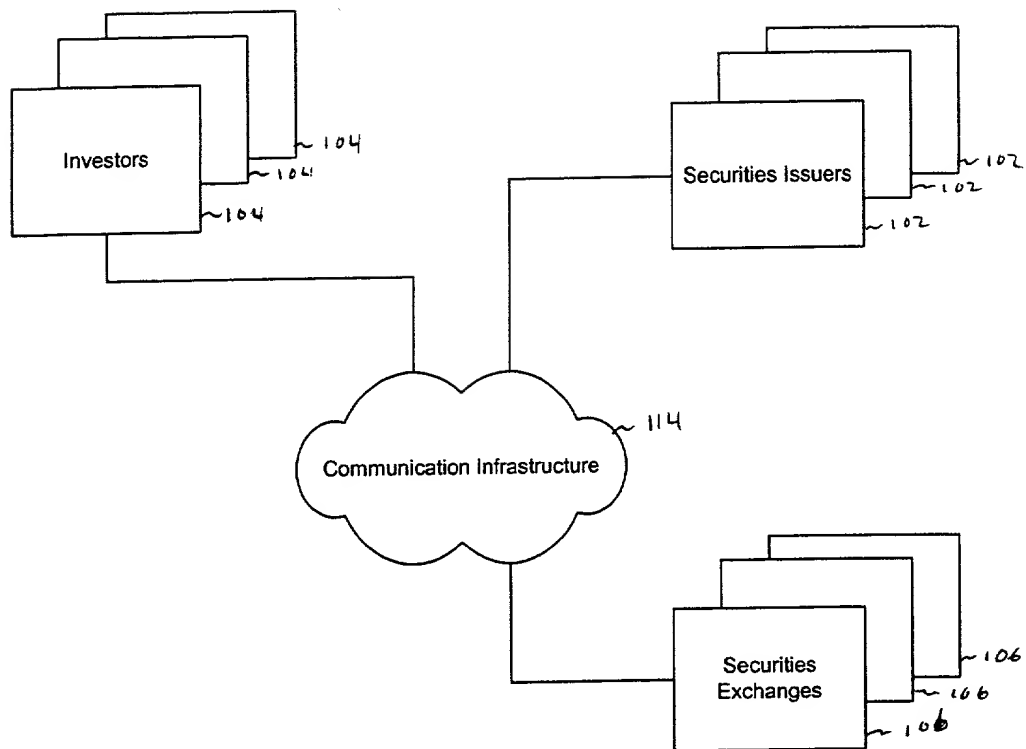 Investors
104
104
104
Securities Issuers
102
102
102
Communication Infrastructure
114
Securities
Exchanges
106
106
106